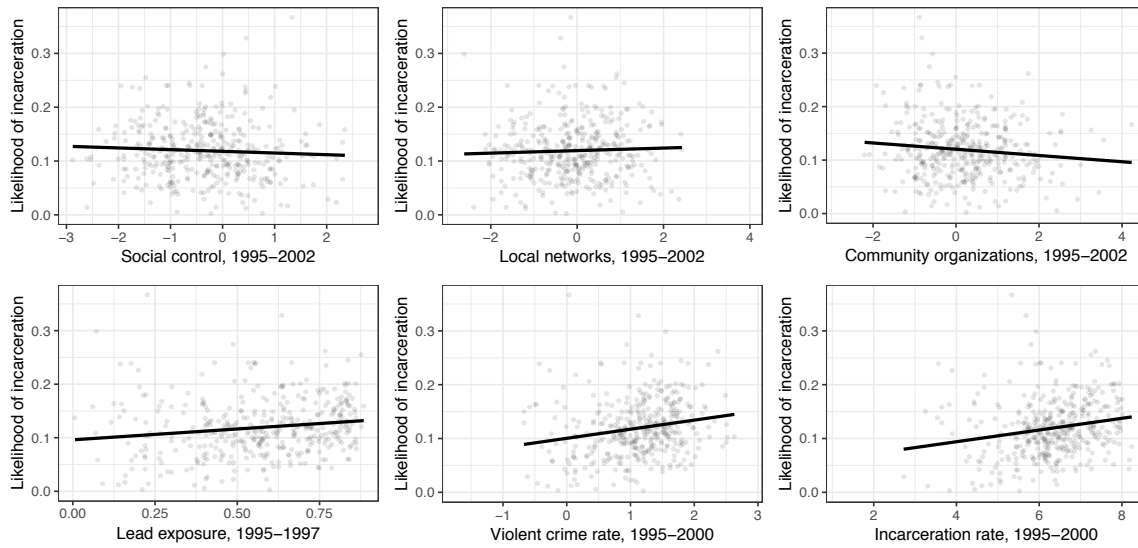 Likelihood of incarceration
0.3
0.2
0.1
0.0
−3 −2 −1 0 1 2
Social control, 1995−2002
Likelihood of incarceration
0.3
0.2
0.1
0.0
−2 0 2 4
Local networks, 1995−2002
Likelihood of incarceration
0.3
0.2
0.1
0.0
−2 0 2 4
Community organizations, 1995−2002
Likelihood of incarceration
0.3
0.2
0.1
0.0
0.00 0.25 0.50 0.75
Lead exposure, 1995−1997
Likelihood of incarceration
0.3
0.2
0.1
0.0
−1 0 1 2 3
Violent crime rate, 1995−2000
Likelihood of incarceration
0.3
0.2
0.1
0.0
2 4 6 8
Incarceration rate, 1995−2000